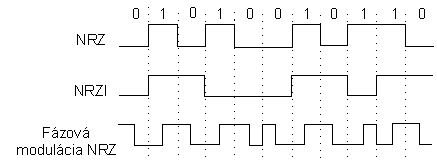 0 1 0 1 0 0 1 0 1 1 0
NRZ
NRZI
Fázová
modulácia NRZ